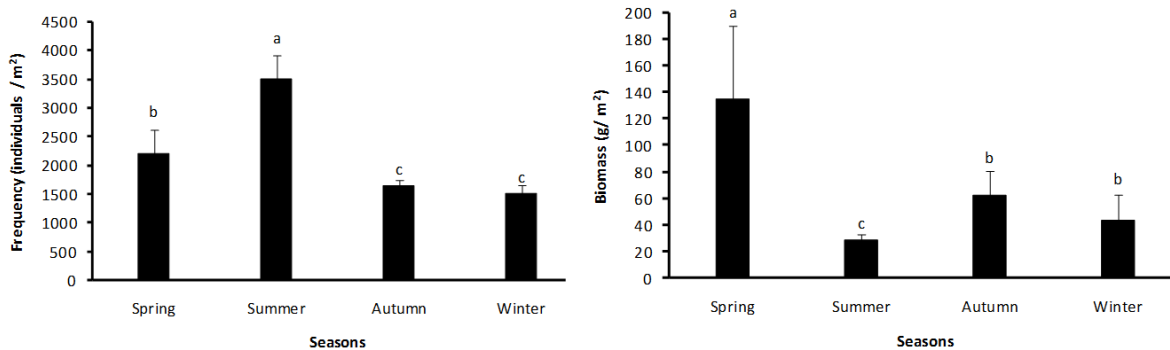 Frequency (individuals / m²)
4500
4000
3500
3000
2500
2000
1500
1000
500
0
b
a
c
c
Spring
Summer
Autumn
Winter
Seasons
Biomass (g/ m²)
200
180
160
140
120
100
80
60
40
20
0
a
c
b
b
Spring
Summer
Autumn
Winter
Seasons